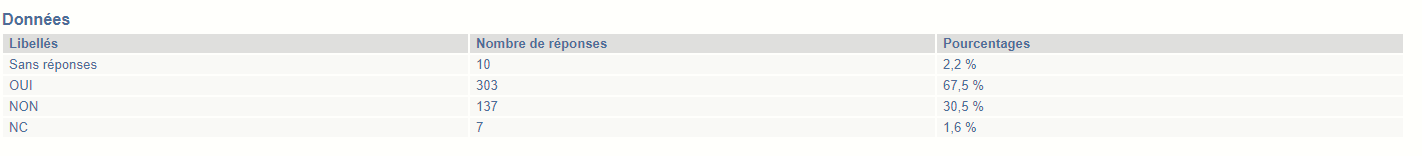 Données
Libellés Nombre de réponses Pourcentages
Sans réponses 10 2,2 %
OUI 303 67,5 %
NON 137 30,5 %
NC 7 1,6 %